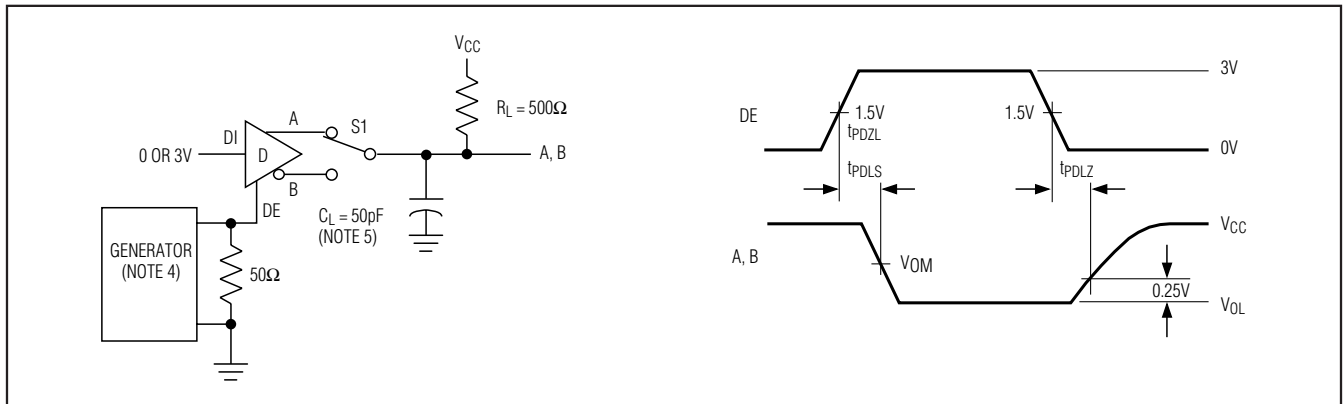 VCC
RL = 500Ω
A
S1
DI
0 OR 3V
D
A, B
B
DE
CL = 50pF
(NOTE 5)
GENERATOR
(NOTE 4)
50Ω
3V
DE
1.5V
1.5V
tPDZL
0V
tPDLS
tPDLZ
VCC
A, B
VOM
0.25V
VOL